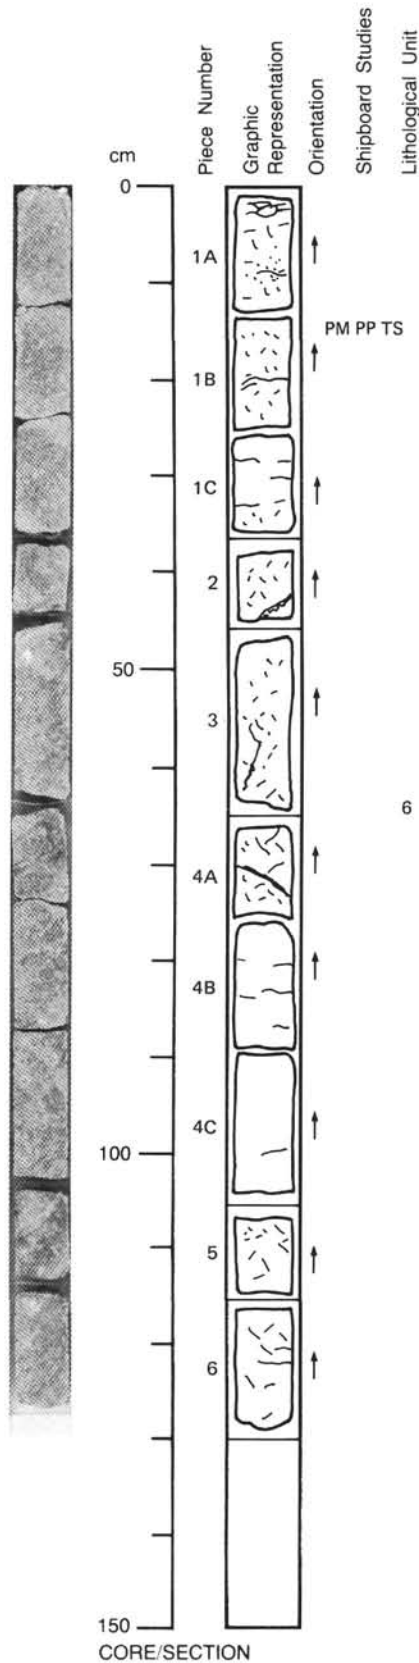 cm
Piece Number
Graphic
Representation
Orientation
Shipboard Studies
Lithological Unit
0
1A
PM PP TS
1B
1C
2
50
3
6
4A
4B
4C
100
5
6
150
CORE/SECTION